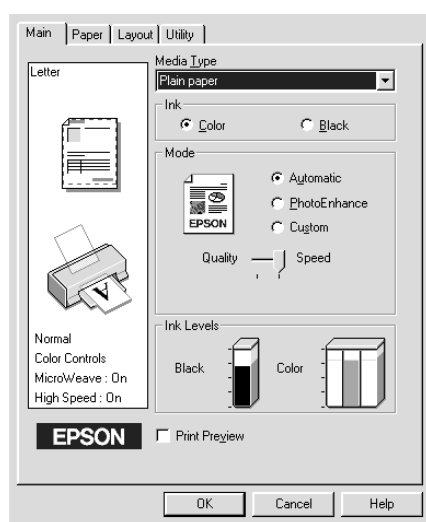 Main Paper Layout Utility
Letter
Media Type
Plain paper
Ink
Color Black
Mode
EPSON
Automatic
PhotoEnhance
Custom
Quality Speed
Normal
Color Controls
MicroWeave : On
High Speed : On
Ink Levels
Black Color
EPSON
Print Preview
OK Cancel Help